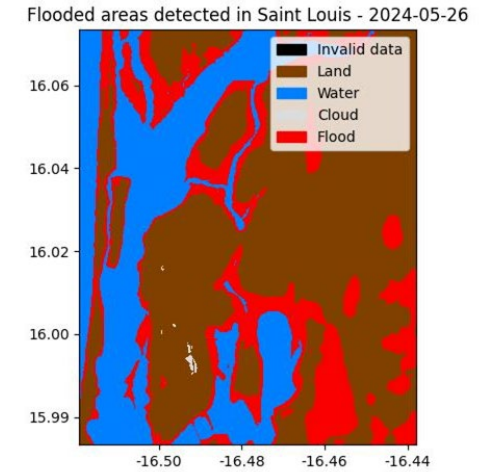 Flooded areas detected in Saint Louis - 2024-05-26
Invalid data
Land
Water
Cloud
Flood
16.06
16.04
16.02
16.00
15.99
-16.50
-16.48
-16.46
-16.44